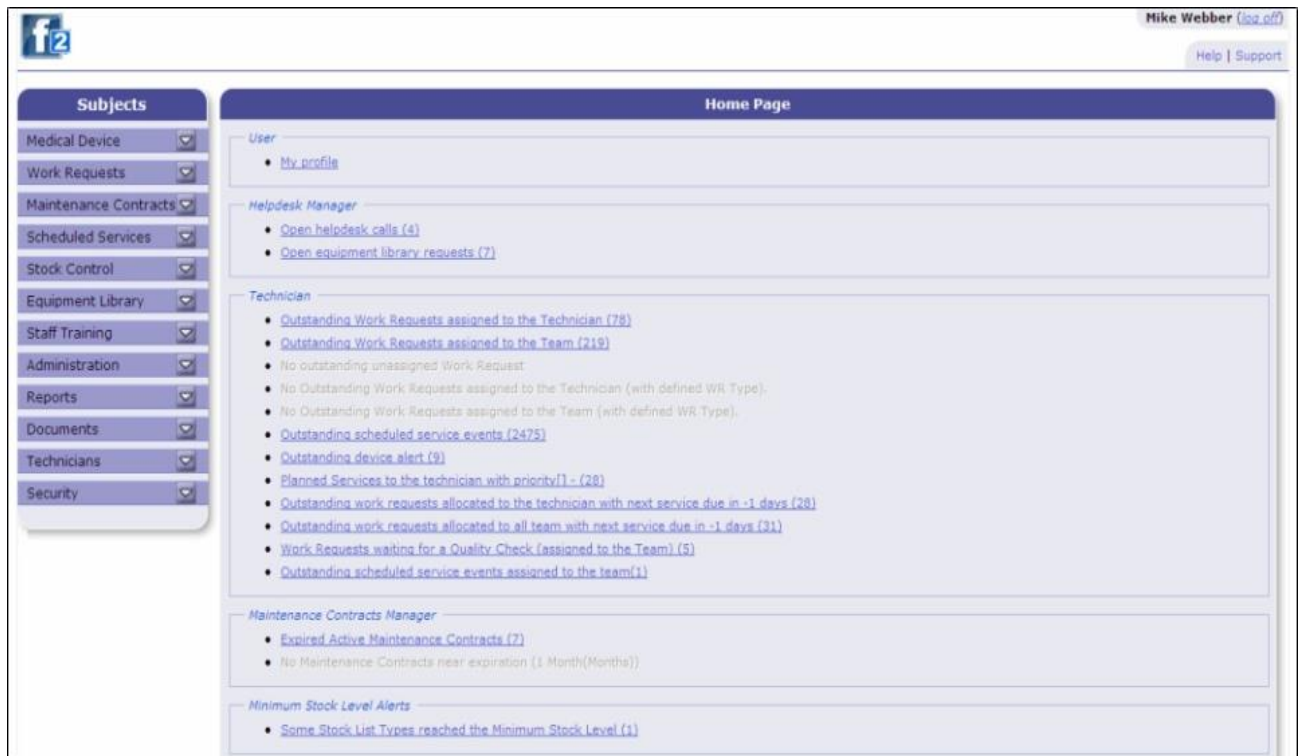 f2
Mike Webber (log off)
Help | Support
Subjects
Medical Device
Work Requests
Maintenance Contracts
Scheduled Services
Stock Control
Equipment Library
Staff Training
Administration
Reports
Documents
Technicians
Security
Home Page
User
My profile
Helpdesk Manager
Open helpdesk calls (4)
Open equipment library requests (7)
Technician
Outstanding Work Requests assigned to the Technician (78)
Outstanding Work Requests assigned to the Team (219)
No outstanding unassigned Work Request
No Outstanding Work Requests assigned to the Technician (with defined WR Type).
No Outstanding Work Requests assigned to the Team (with defined WR Type).
Outstanding scheduled service events (2475)
Outstanding device alert (9)
Planned Services to the technician with priority[] - (28)
Outstanding work requests allocated to the technician with next service due in -1 days (28)
Outstanding work requests allocated to all team with next service due in -1 days (31)
Work Requests waiting for a Quality Check (assigned to the Team) (5)
Outstanding scheduled service events assigned to the team(1)
Maintenance Contracts Manager
Expired Active Maintenance Contracts (7)
No Maintenance Contracts near expiration (1 Month(Months))
Minimum Stock Level Alerts
Some Stock List Types reached the Minimum Stock Level (1)